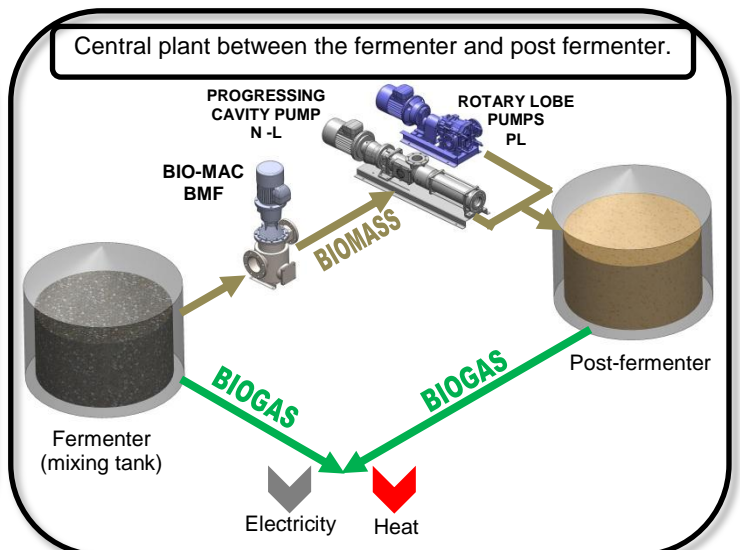 Central plant between the fermenter and post fermenter.
PROGRESSING
CAVITY PUMP
N -L
ROTARY LOBE
PUMPS
PL
BIO-MAC
BMF
BIOMASS
Post-fermenter
BIOGAS
BIOGAS
Fermenter
(mixing tank)
Electricity
Heat